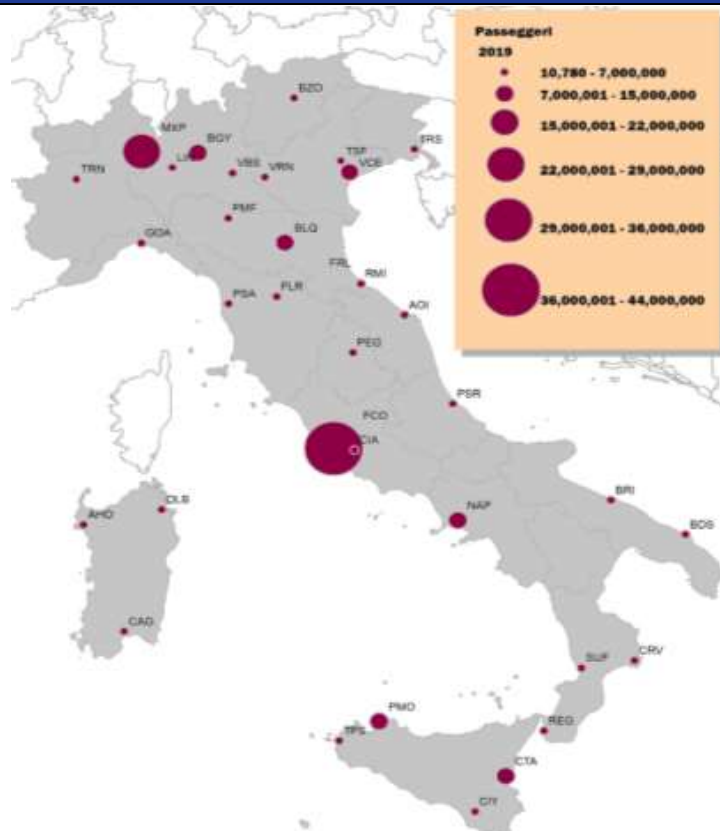 Passeggeri
2019
10,780 - 7,000,000
7,000,001 - 15,000,000
15,000,001 - 22,000,000
22,000,001 - 29,000,000
29,000,001 - 36,000,000
36,000,001 - 44,000,000
BZO
MXP
BGY
TRS
TSF
VCE
TRN
VBS
VRN
PMF
GOA
BLQ
FRL
RMI
PSA
FLR
AOI
PEG
PSR
FCO
CIA
OLB
AHO
NAP
BRI
BDS
CAG
SUF
CRV
PMO
REG
TPS
CTA
CIY